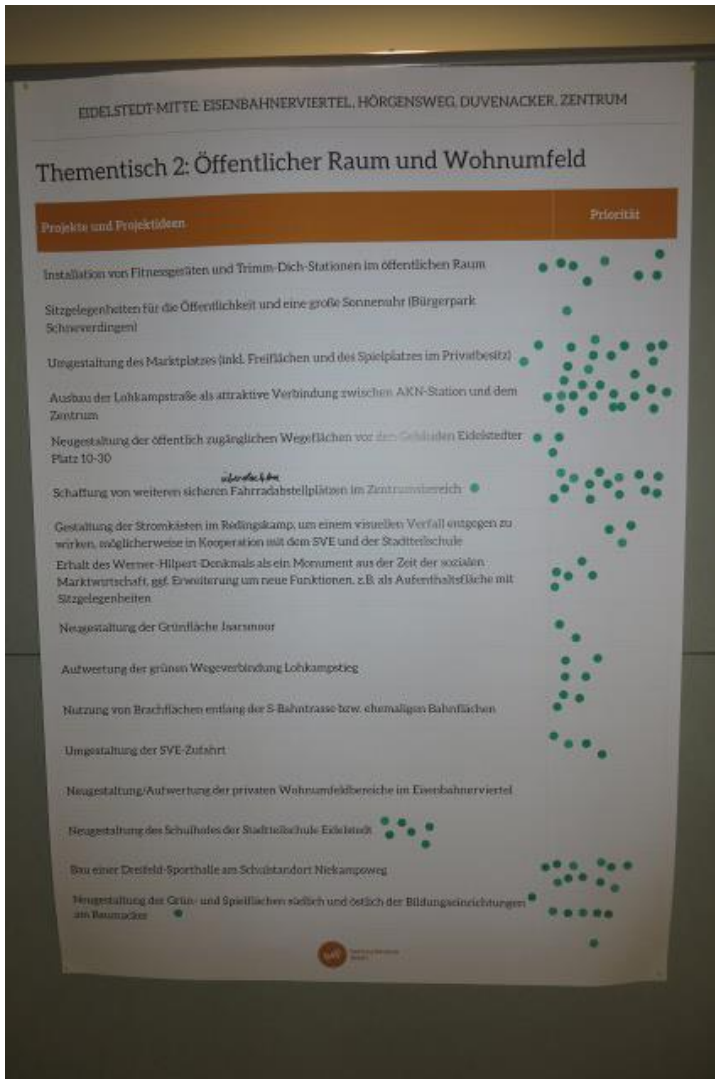 EIDELSTEDT-MITTE: EISENBAHNERVIERTEL, HÖRGENSWEG, DUVENACKER, ZENTRUM
Thementisch 2: Öffentlicher Raum und Wohnumfeld
Projekte und Projektideen
Priorität
Installation von Fitnessgeräten und Trimm-Dich-Stationen im öffentlichen Raum
Sitzgelegenheiten für die Öffentlichkeit und eine große Sonnenuhr (Bürgerpark
Schneverdingen)
Umgestaltung des Marktplatzes (inkl. Freiflächen und des Spielplatzes im Privatbesitz)
Ausbau der Lohkampstraße als attraktive Verbindung zwischen AKN-Station und dem
Zentrum
Neugestaltung der öffentlich zugänglichen Wegeflächen vor den Gebäuden Eidelstedter
Platz 10-30
überdachten
Schaffung von weiteren sicheren Fahrradabstellplätzen im Zentrumsbereich
Gestaltung der Stromkästen im Redingskamp, um einem visuellen Verfall entgegen zu
wirken, möglicherweise in Kooperation mit dem SVE und der Stadtteilschule
Erhalt des Werner-Hilpert-Denkmals als ein Monument aus der Zeit der sozialen
Marktwirtschaft, ggf. Erweiterung um neue Funktionen, z.B. als Aufenthaltsfläche mit
Sitzgelegenheiten
Neugestaltung der Grünfläche Jaarsmoor
Aufwertung der grünen Wegeverbindung Lohkampstieg
Nutzung von Brachflächen entlang der S-Bahntrasse bzw. ehemaligen Bahnflächen
Umgestaltung der SVE-Zufahrt
Neugestaltung/Aufwertung der privaten Wohnumfeldbereiche im Eisenbahnerviertel
Neugestaltung des Schulhofes der Stadtteilschule Eidelstedt
Bau einer Dreifeld-Sporthalle am Schulstandort Niekampsweg
Neugestaltung der Grün- und Spielflächen südlich und östlich der Bildungseinrichtungen
am Baumacker